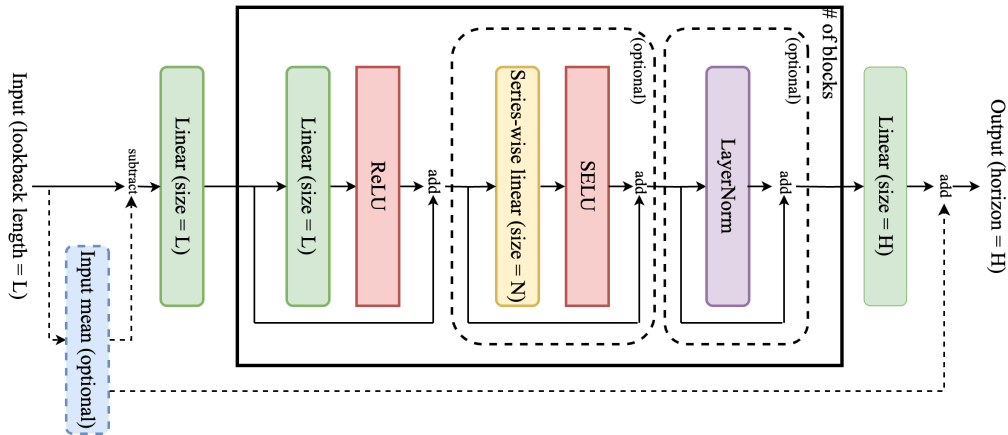 Input (lookback length = L)
Input mean (optional)
subtract
Linear (size = L)
# of blocks
Linear (size = L)
ReLU
add
(optional)
Series-wise linear (size = N)
SELU
add
(optional)
LayerNorm
add
Linear (size = H)
add
Output (horizon = H)